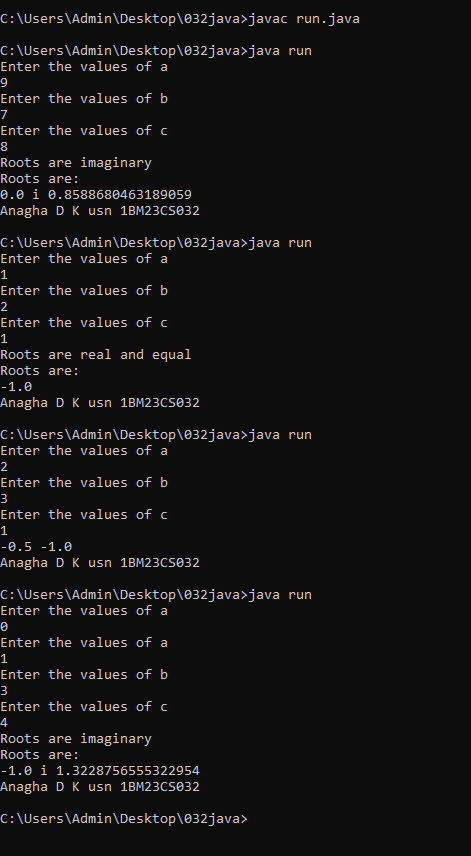 C:\Users\Admin\Desktop\032java>javac run.java
C:\Users\Admin\Desktop\032java>java run
Enter the values of a
9
Enter the values of b
7
Enter the values of c
8
Roots are imaginary
Roots are:
0.0 i 0.8588680463189059
Anagha D K usn 1BM23CS032
C:\Users\Admin\Desktop\032java>java run
Enter the values of a
1
Enter the values of b
2
Enter the values of c
1
Roots are real and equal
Roots are:
-1.0
Anagha D K usn 1BM23CS032
C:\Users\Admin\Desktop\032java>java run
Enter the values of a
2
Enter the values of b
3
Enter the values of c
1
-0.5 -1.0
Anagha D K usn 1BM23CS032
C:\Users\Admin\Desktop\032java>java run
Enter the values of a
0
Enter the values of a
1
Enter the values of b
3
Enter the values of c
4
Roots are imaginary
Roots are:
-1.0 i 1.3228756555322954
Anagha D K usn 1BM23CS032
C:\Users\Admin\Desktop\032java>